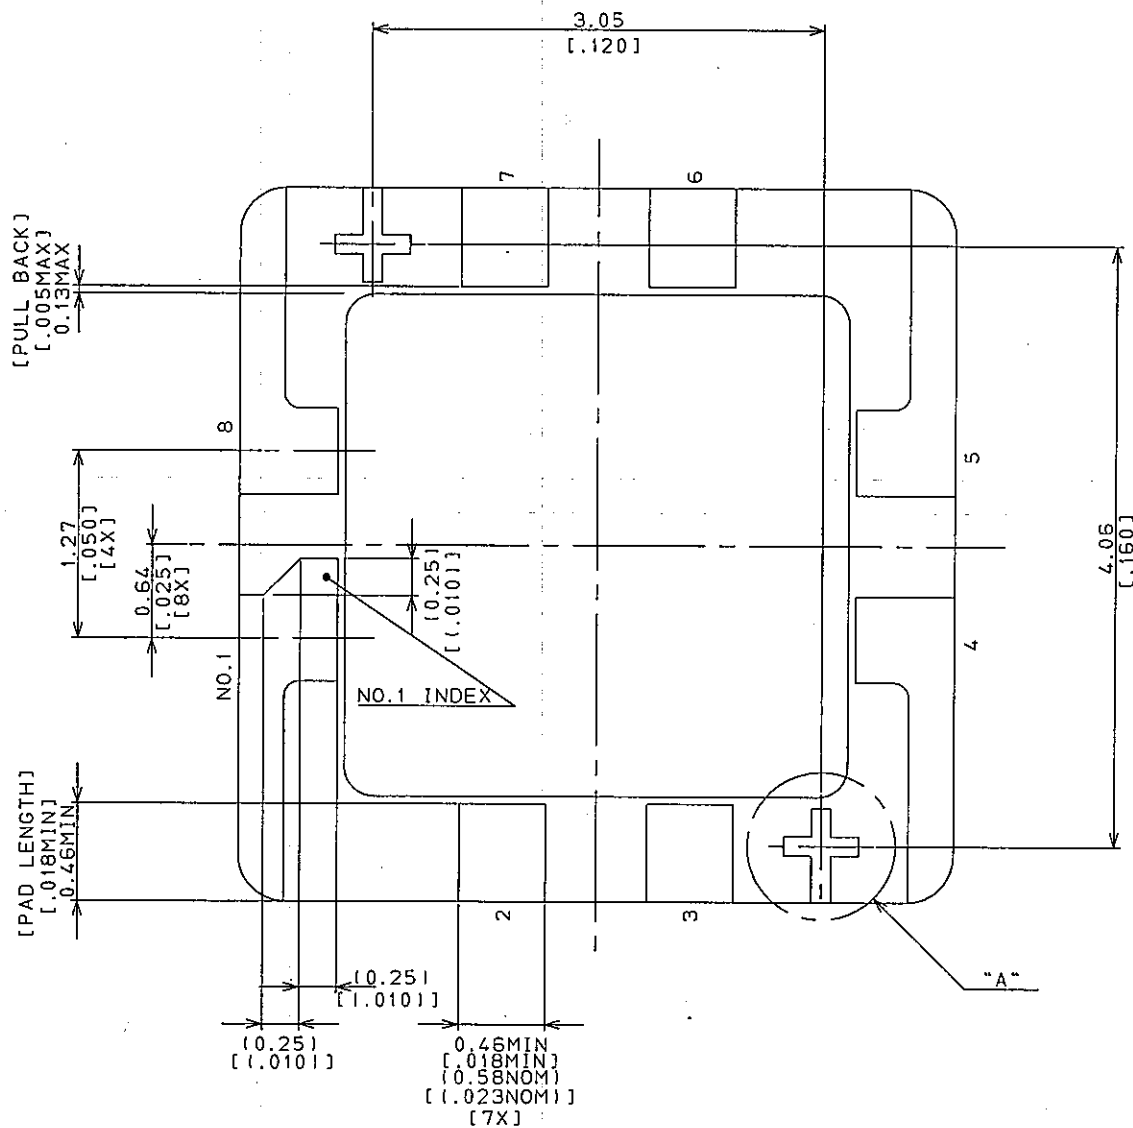 3.05
[.120]
7
6
[PULL BACK]
[.005MAX]
0.13MAX
8
5
1.27
[.050]
[4X]
0.64
[.025]
[8X]
(0.25)
[(.010)]
4.06
[.160]
NO.1
4
NO.1 INDEX
[PAD LENGTH]
[.018MIN]
0.46MIN
2
3
"A"
(0.25)
[(.010)]
(0.25)
[(.010)]
0.46MIN
[.018MIN]
(0.58NOM)
[(.023NOM)]
[7X]